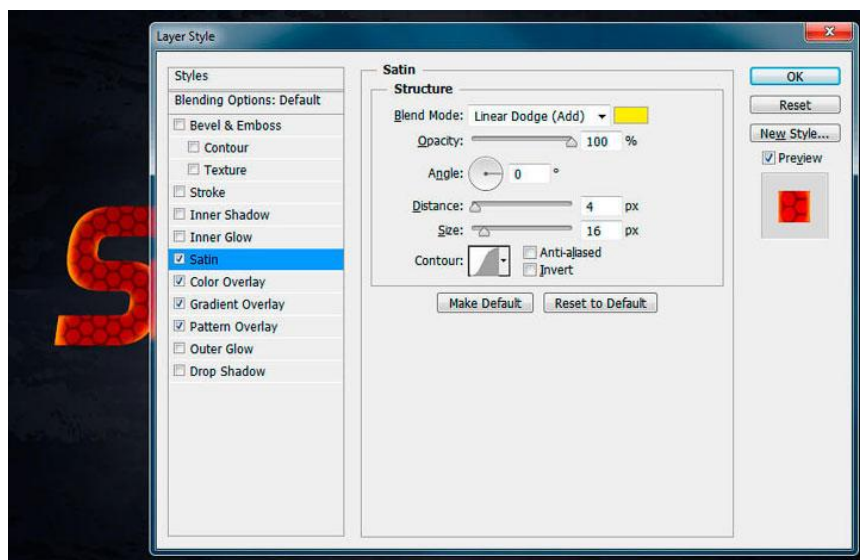 Layer Style
Styles
Blending Options: Default
Bevel & Emboss
Contour
Texture
Stroke
Inner Shadow
Inner Glow
Satin
Color Overlay
Gradient Overlay
Pattern Overlay
Outer Glow
Drop Shadow
Satin
Structure
Blend Mode: Linear Dodge (Add)
Opacity: 100 %
Angle: 0 °
Distance: 4 px
Size: 16 px
Contour: Anti-aliased
Invert
Make Default Reset to Default
OK
Reset
New Style...
Preview
S